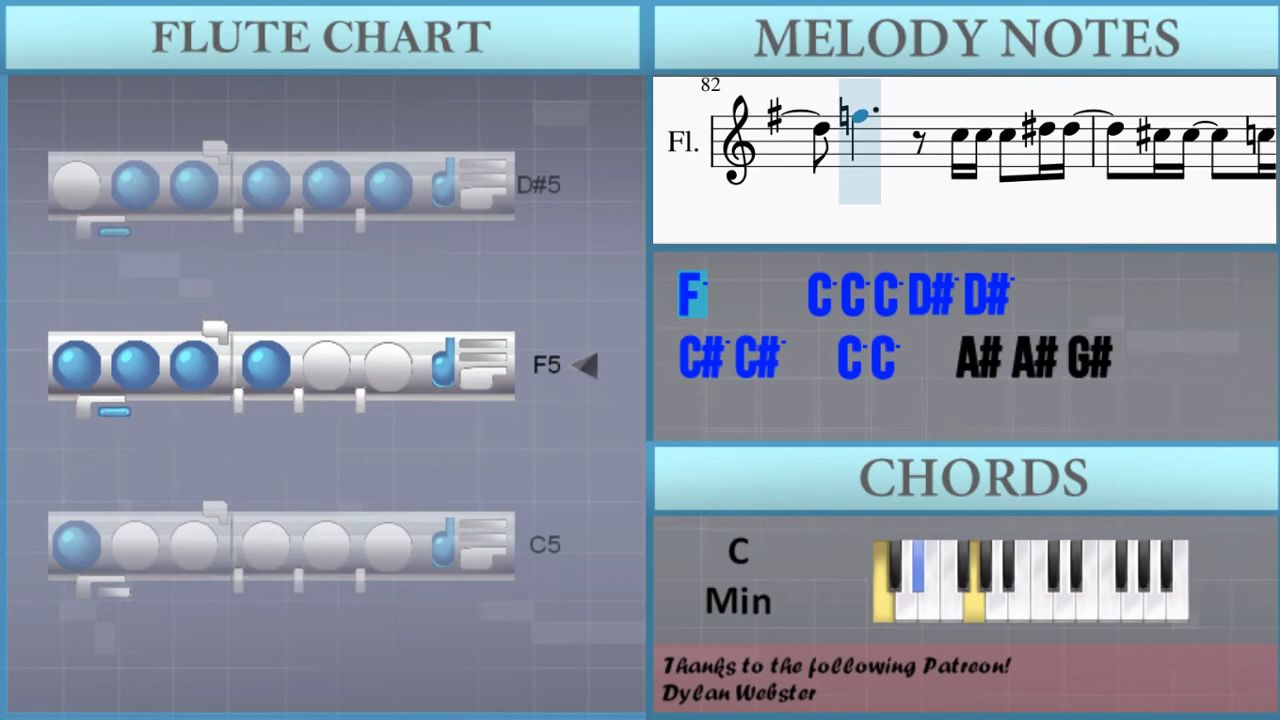 FLUTE CHART
D#5
F5
C5
MELODY NOTES
82
Fl.
F- C- C- C- D#- D#-
C#- C#- C- C- A# A# G#
CHORDS
C
Min
Thanks to the following Patreon!
Dylan Webster